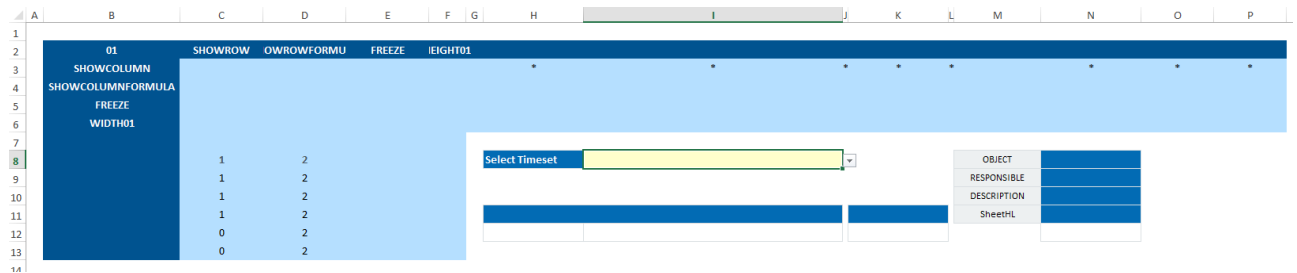 A B C D E F G H I J K L M N O P
1
2 01 SHOWROW OWROWFORMU FREEZE IEIGHT01
3 SHOWCOLUMN * * * * * * * *
4 SHOWCOLUMNFORMULA
5 FREEZE
6 WIDTH01
7
8 1 2 Select Timeset OBJECT
9 1 2 RESPONSIBLE
10 1 2 DESCRIPTION
11 1 2 SheetHL
12 0 2
13 0 2
14